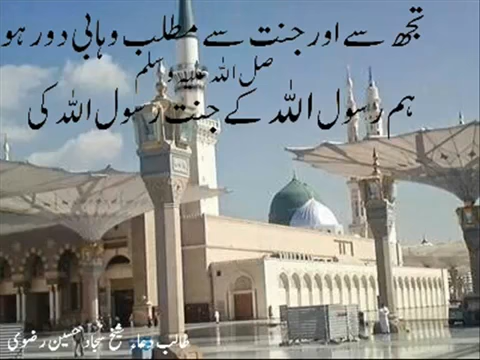 تجھ سے اور جنت سے مطلب وہابی دور ہو
صل اللہ علیہ وسلم
ہم رسول اللہ کے جنت رسول اللہ کی
طالب دعا۔ شیخ سجاد حسین رضوی